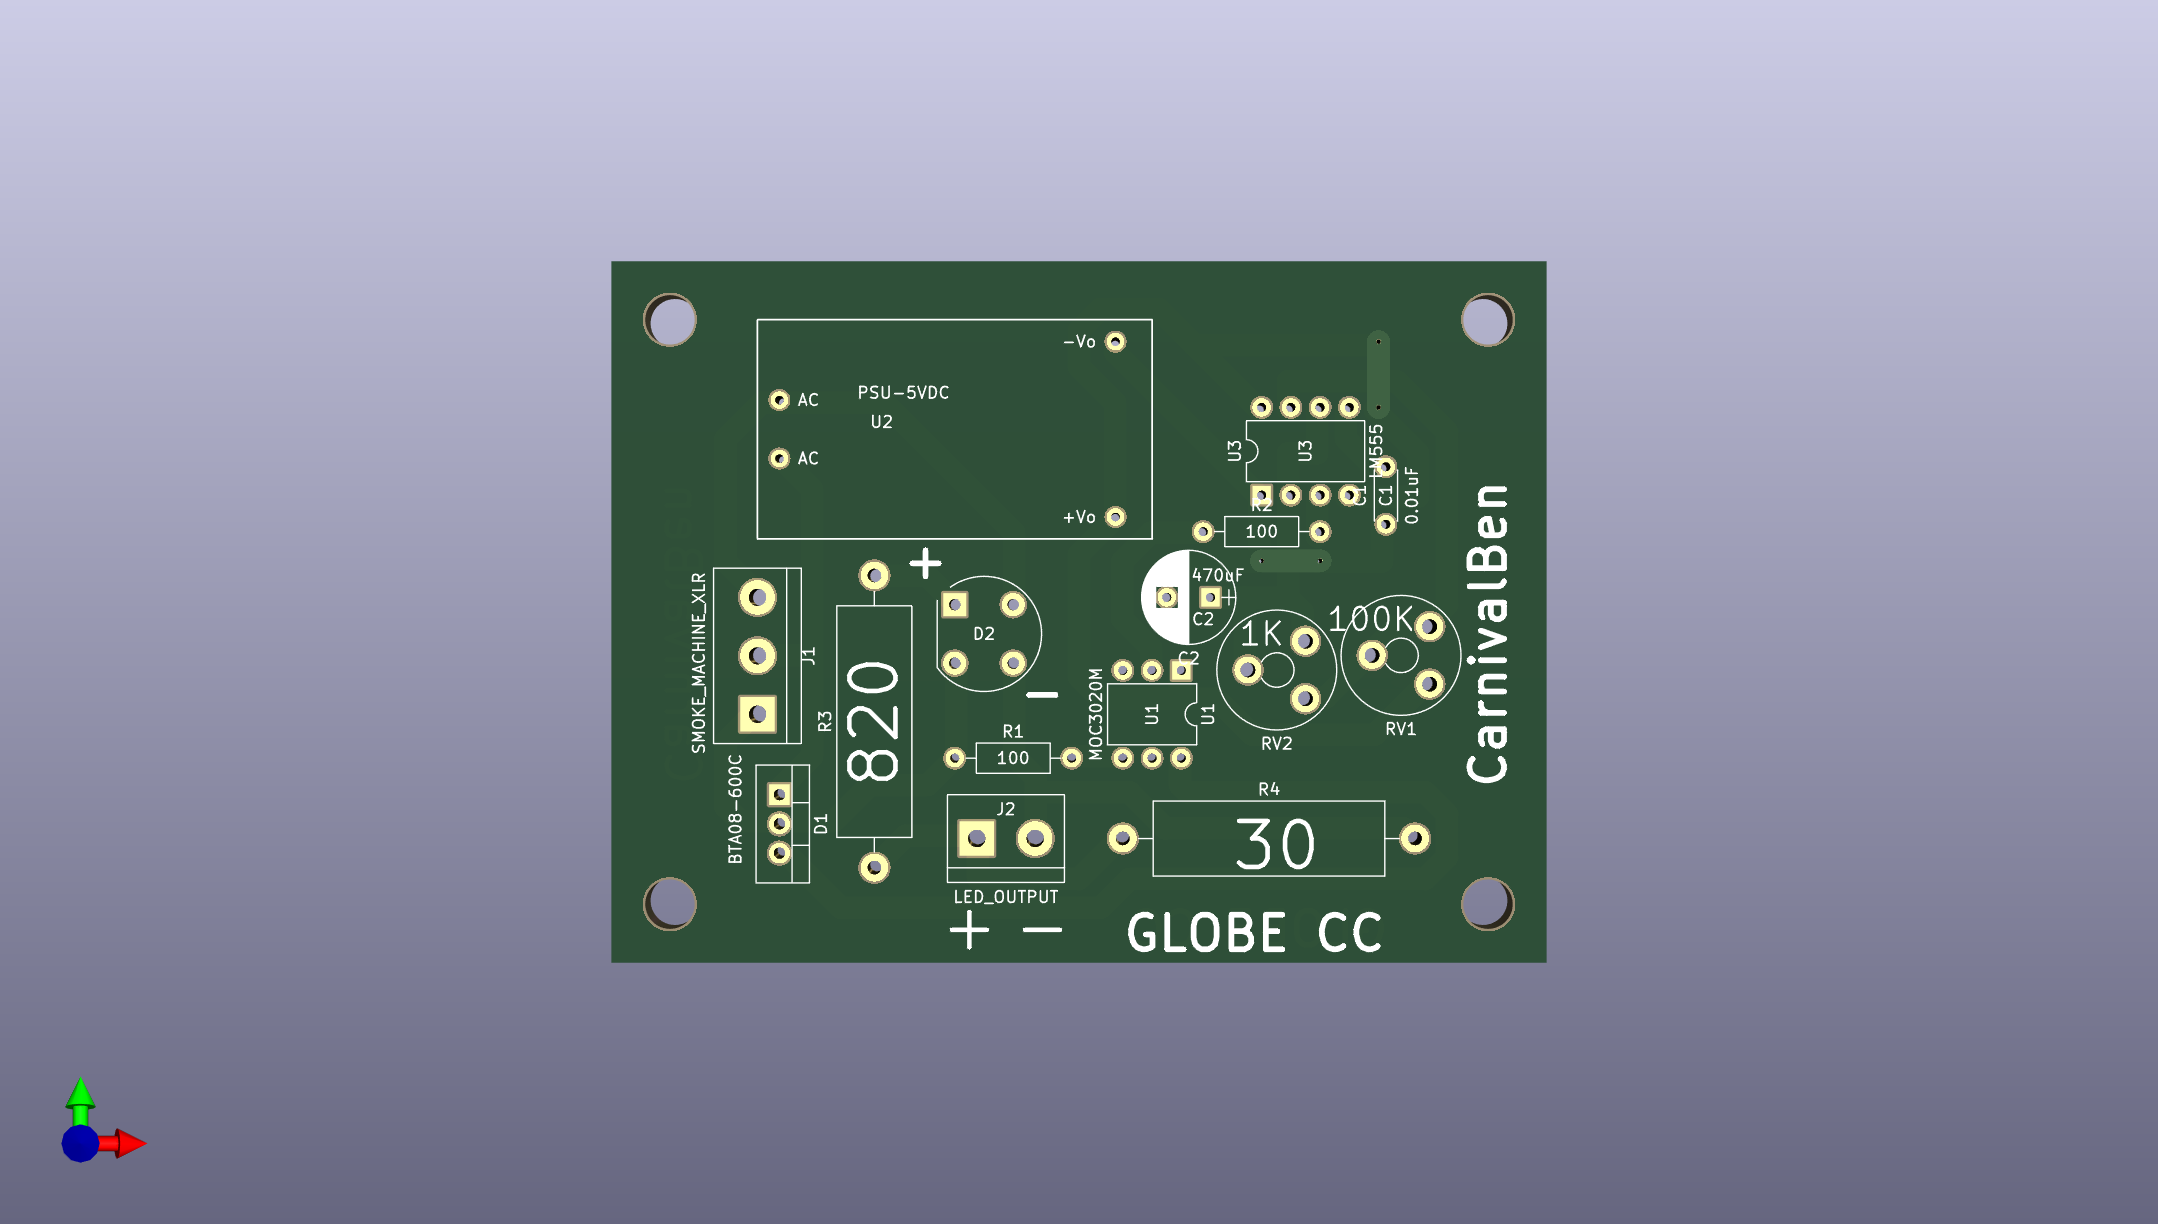 -Vo
PSU-5VDC
AC
U2
AC
+Vo
U3
U3
LM555
C1
C1
0.01uF
R2
100
+
470uF
+
C2
C2
D2
-
SMOKE_MACHINE_XLR
J1
R3
820
1K
RV2
100K
RV1
CarnivalBen
MOC3020M
U1
U1
R1
100
BTA08-600C
D1
J2
LED_OUTPUT
+ -
R4
30
GLOBE CC